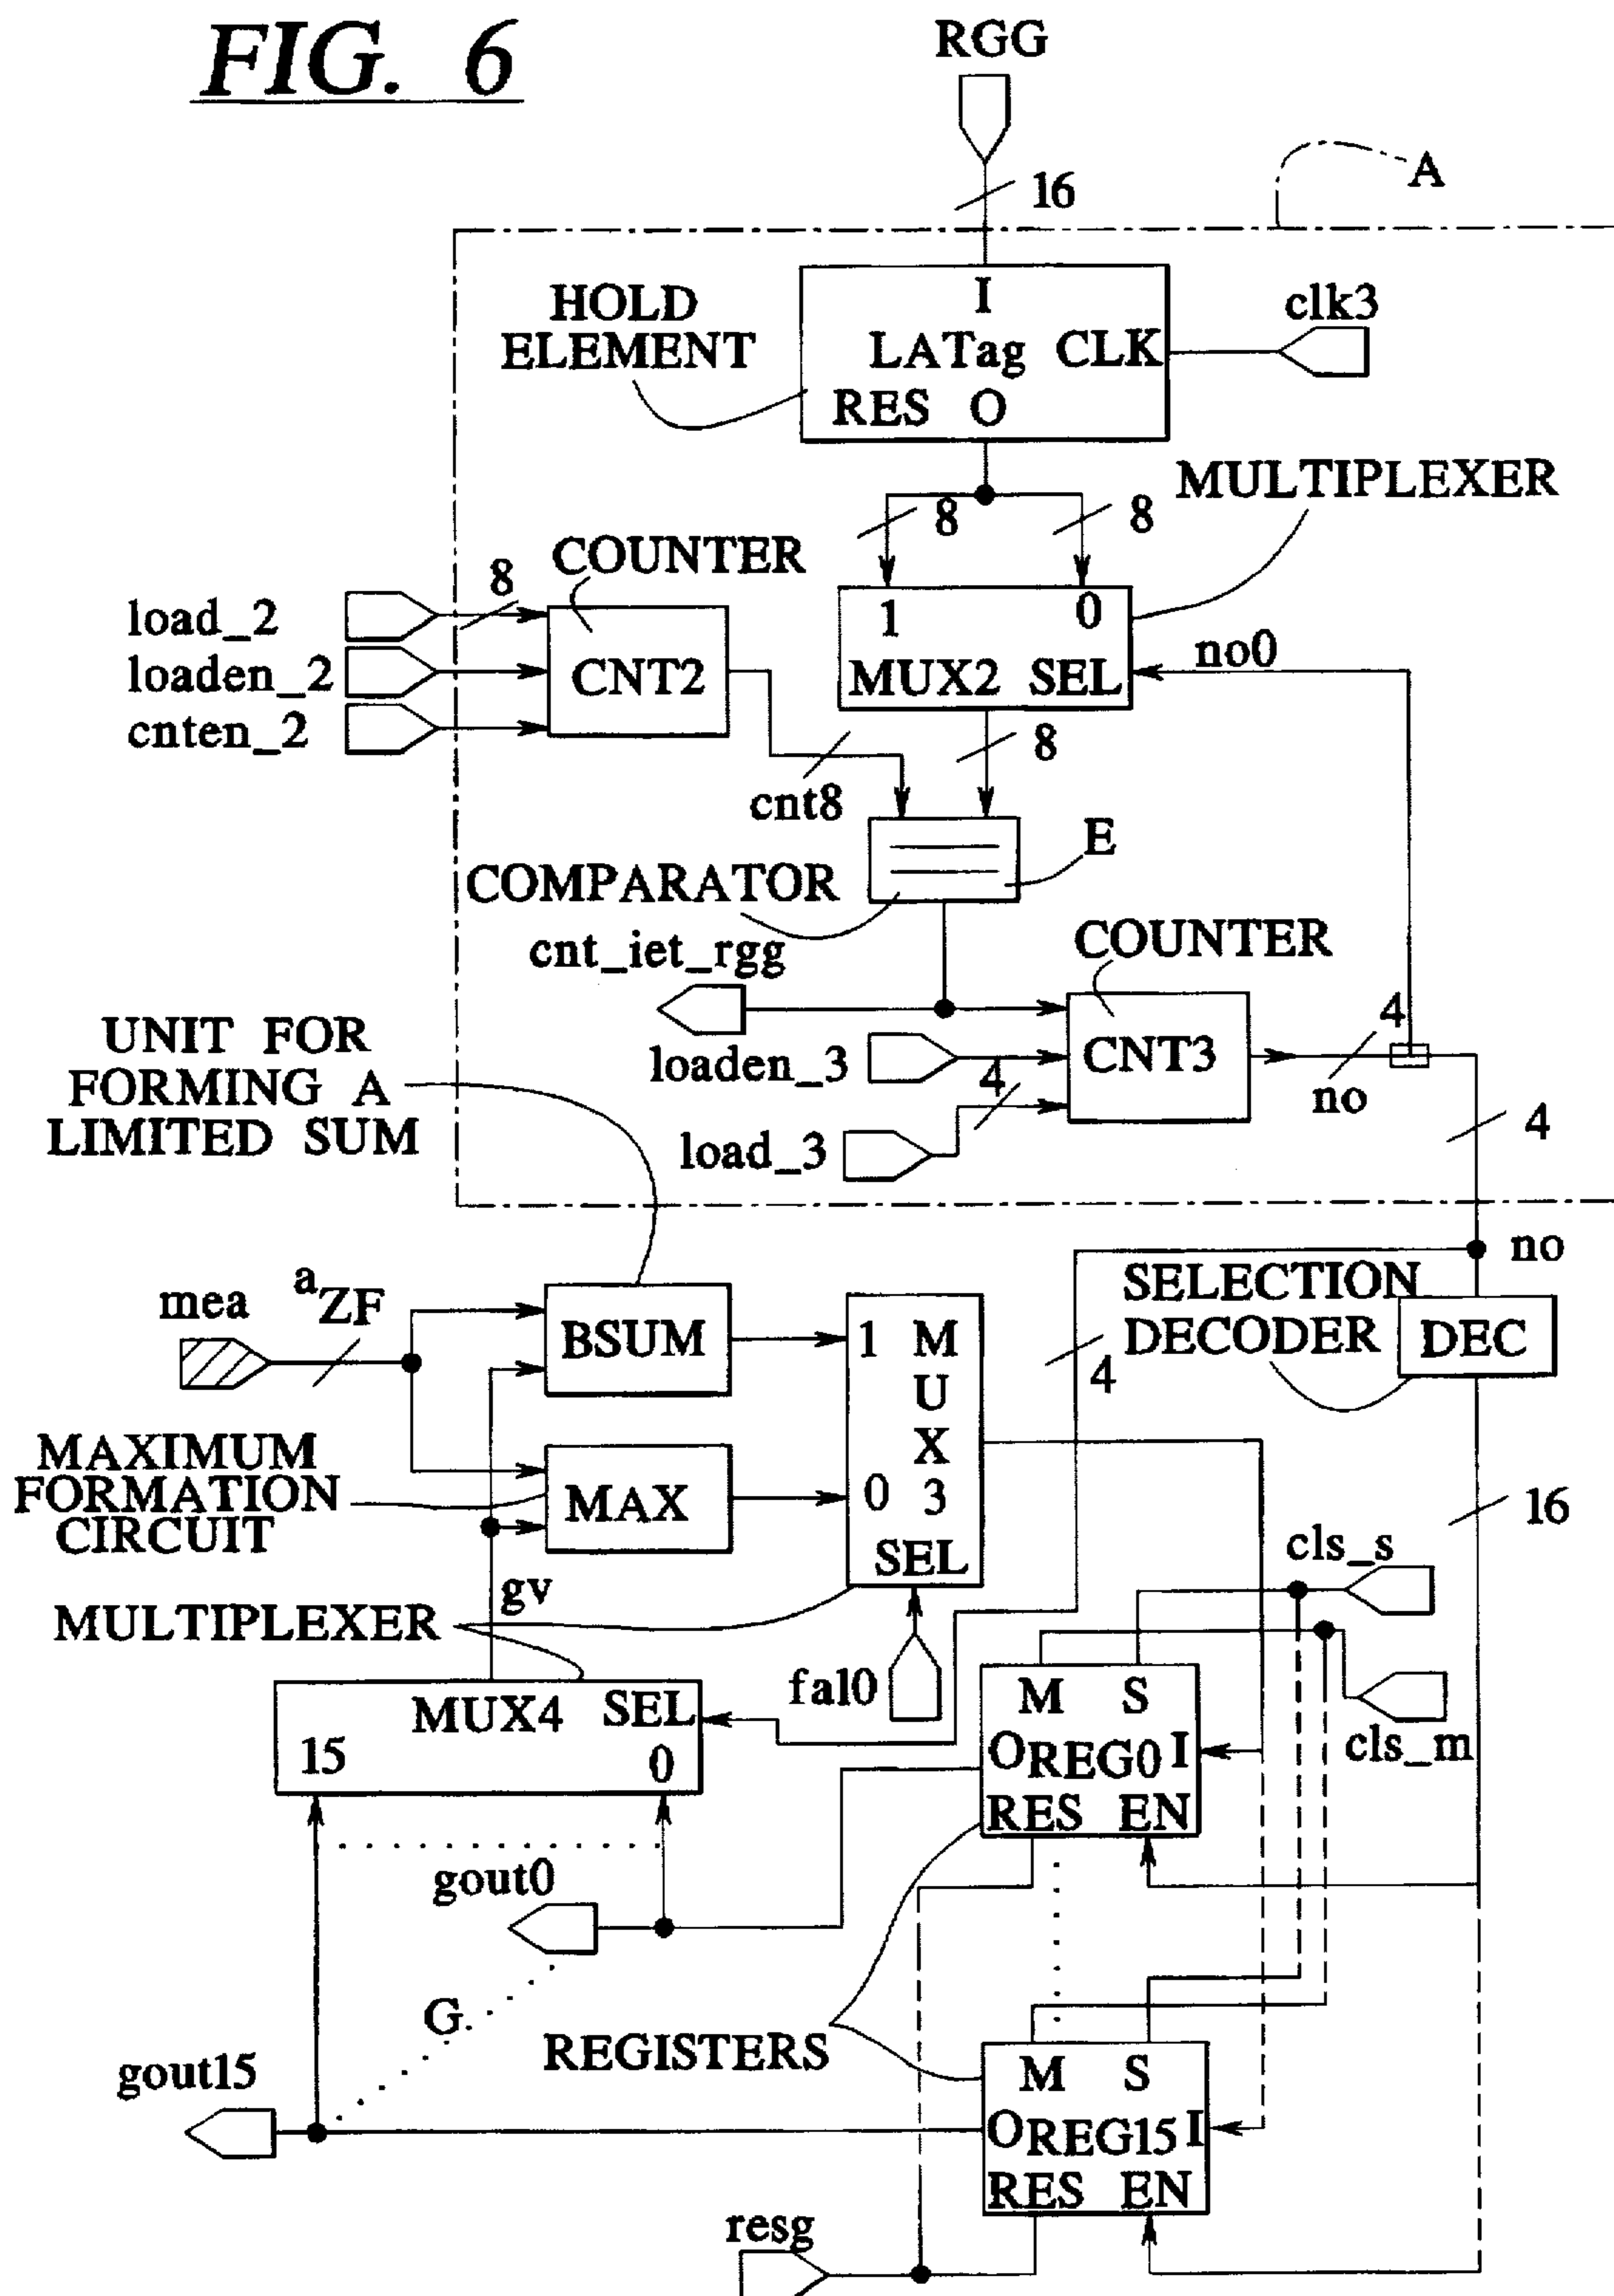 FIG. 6
RGG
16
A
HOLD
ELEMENT
I
LATag CLK
RES O
clk3
8
8
MULTIPLEXER
COUNTER
8
load_2
loaden_2
cnten_2
CNT2
1 0
MUX2 SEL
no0
8
cnt8
E
COMPARATOR
cnt_iet_rgg
COUNTER
UNIT FOR
FORMING A
LIMITED SUM
loaden_3
4
load_3
CNT3
4
no
4
no
mea
aZF
BSUM
1 M
U
X
0 3
SEL
4
SELECTION
DECODER
DEC
MAXIMUM
FORMATION
CIRCUIT
MAX
16
cls_s
gv
MULTIPLEXER
fal0
MUX4 SEL
15 0
M S
OREG0 I
RES EN
cls_m
gout0
G
REGISTERS
gout15
M S
OREG15 I
RES EN
resg